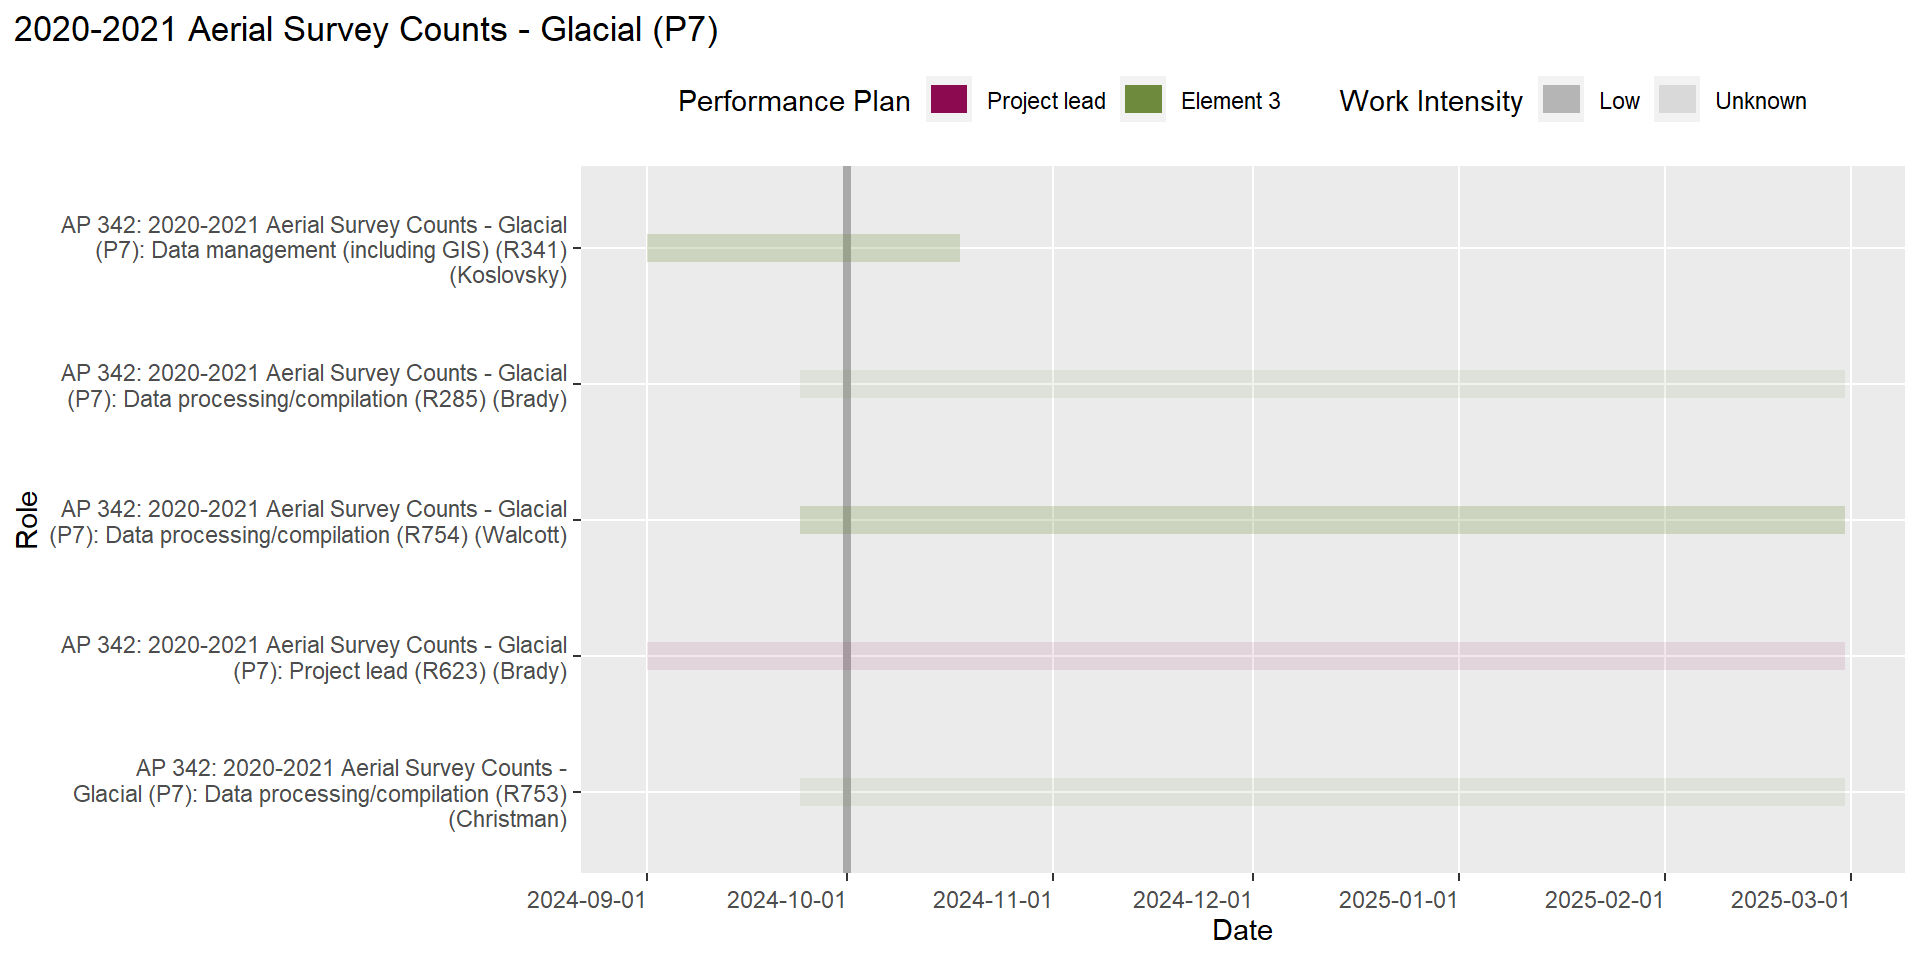 2020-2021 Aerial Survey Counts - Glacial (P7)
Performance Plan Project lead Element 3 Work Intensity Low Unknown
AP 342: 2020-2021 Aerial Survey Counts - Glacial
(P7): Data management (including GIS) (R341)
(Koslovsky)
AP 342: 2020-2021 Aerial Survey Counts - Glacial
(P7): Data processing/compilation (R285) (Brady)
AP 342: 2020-2021 Aerial Survey Counts - Glacial
(P7): Data processing/compilation (R754) (Walcott)
AP 342: 2020-2021 Aerial Survey Counts - Glacial
(P7): Project lead (R623) (Brady)
AP 342: 2020-2021 Aerial Survey Counts -
Glacial (P7): Data processing/compilation (R753)
(Christman)
Role
2024-09-01 2024-10-01 2024-11-01 2024-12-01 2025-01-01 2025-02-01 2025-03-01
Date